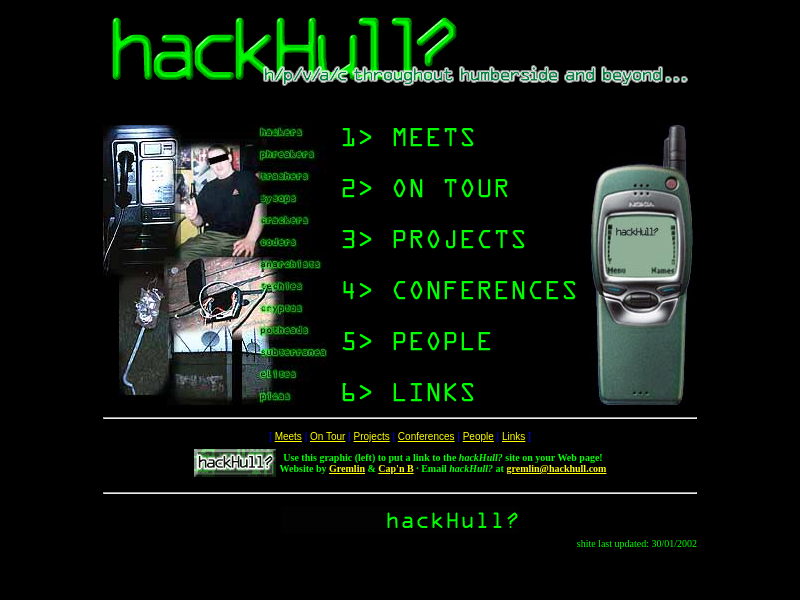 hackHull?
h/p/v/a/c throughout humberside and beyond...
hackers
phreakers
trashers
sysops
crackers
coders
anarchists
techies
cryptos
potheads
subterranea
elites
picas
1> MEETS
2> ON TOUR
3> PROJECTS
4> CONFERENCES
5> PEOPLE
6> LINKS
NOKIA
hackHull?
Menu Names
| Meets | On Tour | Projects | Conferences | People | Links |
hackHull?
Use this graphic (left) to put a link to the hackHull? site on your Web page!
Website by Gremlin & Cap'n B · Email hackHull? at gremlin@hackhull.com
hackHull?
shite last updated: 30/01/2002